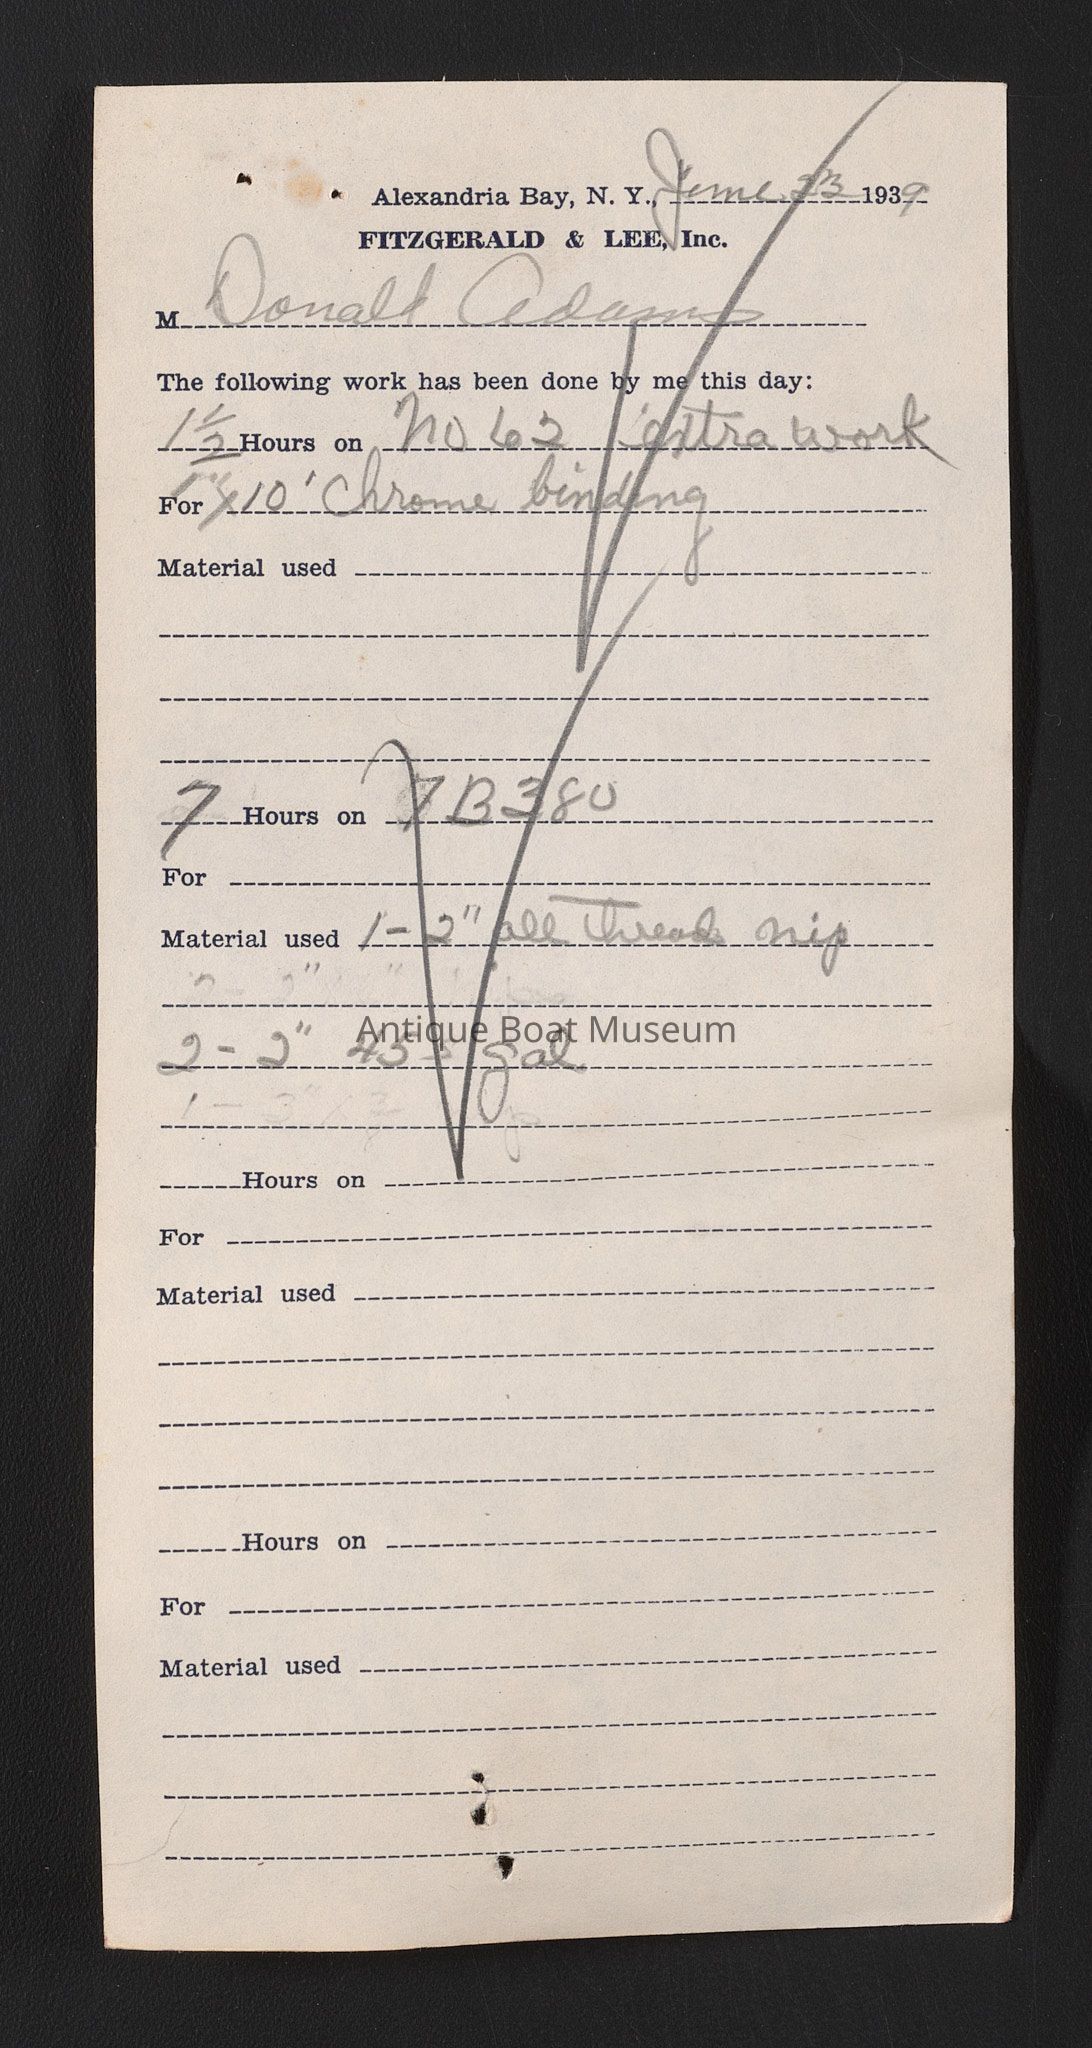 Alexandria Bay, N. Y., June 23 1939
FITZGERALD & LEE, Inc.
M Donald Adams
The following work has been done by me this day:
1 1/2 Hours on No 62 extra work
For 10' Chrome binding
Material used
7 Hours on 7B380
For
Material used 1 - 2" all Thread nip
2 - 2" 45° gal
Antique Boat Museum
Hours on
For
Material used
Hours on
For
Material used